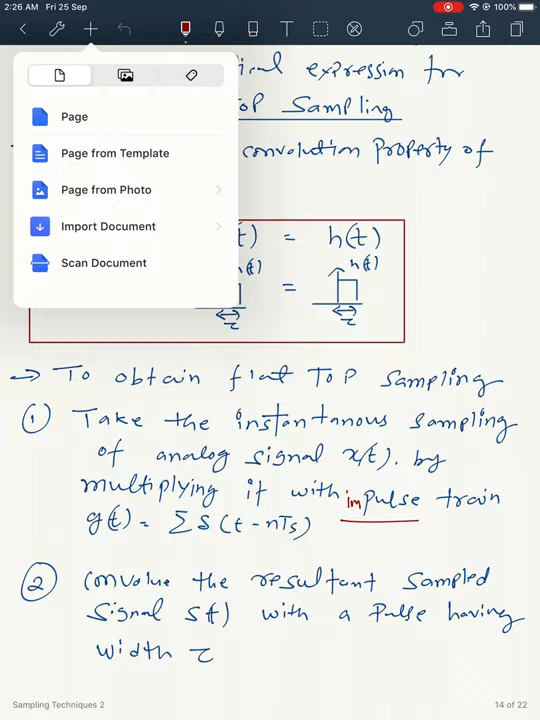 2:26 AM Fri 25 Sep
ical expression for
ToP Sampling
convolution property of
Page
Page from Template
Page from Photo
Import Document
Scan Document
t) = h(t)
h(t) = h(t)
τ τ
→ To obtain flat ToP Sampling
① Take the instantanous sampling
of analog signal x(t). by
multiplying it with impulse train
g(t) = ∑ δ (t - nTs)
② convolue the resultant sampled
signal s(t) with a Pulse having
width τ
Sampling Techniques 2
14 of 22